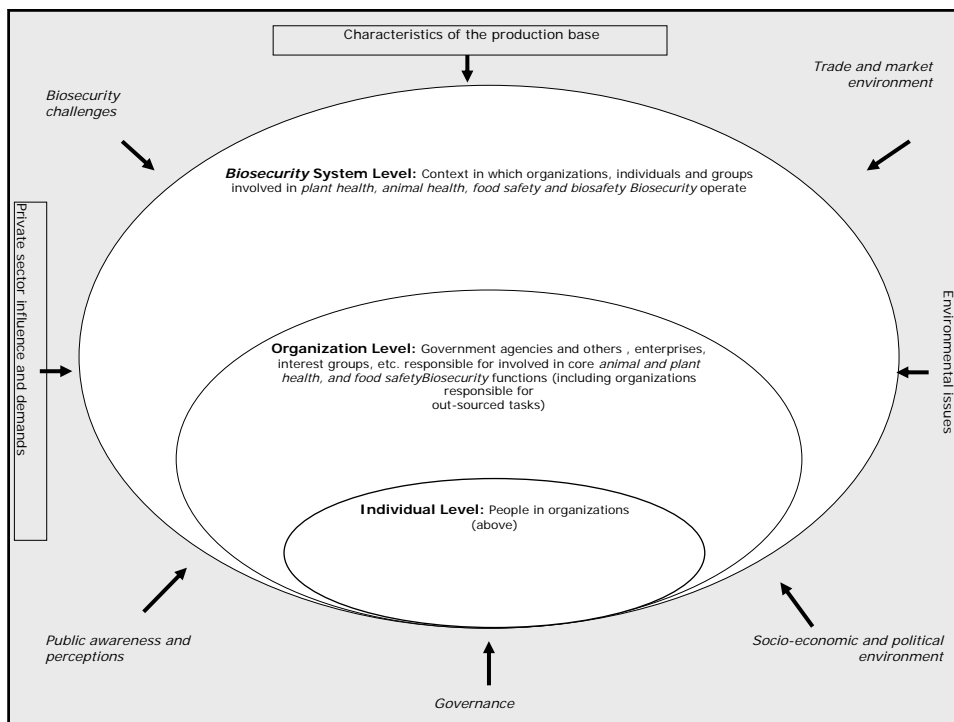 Characteristics of the production base
Trade and market
environment
Biosecurity
challenges
Biosecurity System Level: Context in which organizations, individuals and groups
involved in plant health, animal health, food safety and biosafety Biosecurity operate
Private sector influence and demands
Environmental issues
Organization Level: Government agencies and others , enterprises,
interest groups, etc. responsible for involved in core animal and plant
health, and food safetyBiosecurity functions (including organizations
responsible for
out-sourced tasks)
Individual Level: People in organizations
(above)
Public awareness and
perceptions
Socio-economic and political
environment
Governance